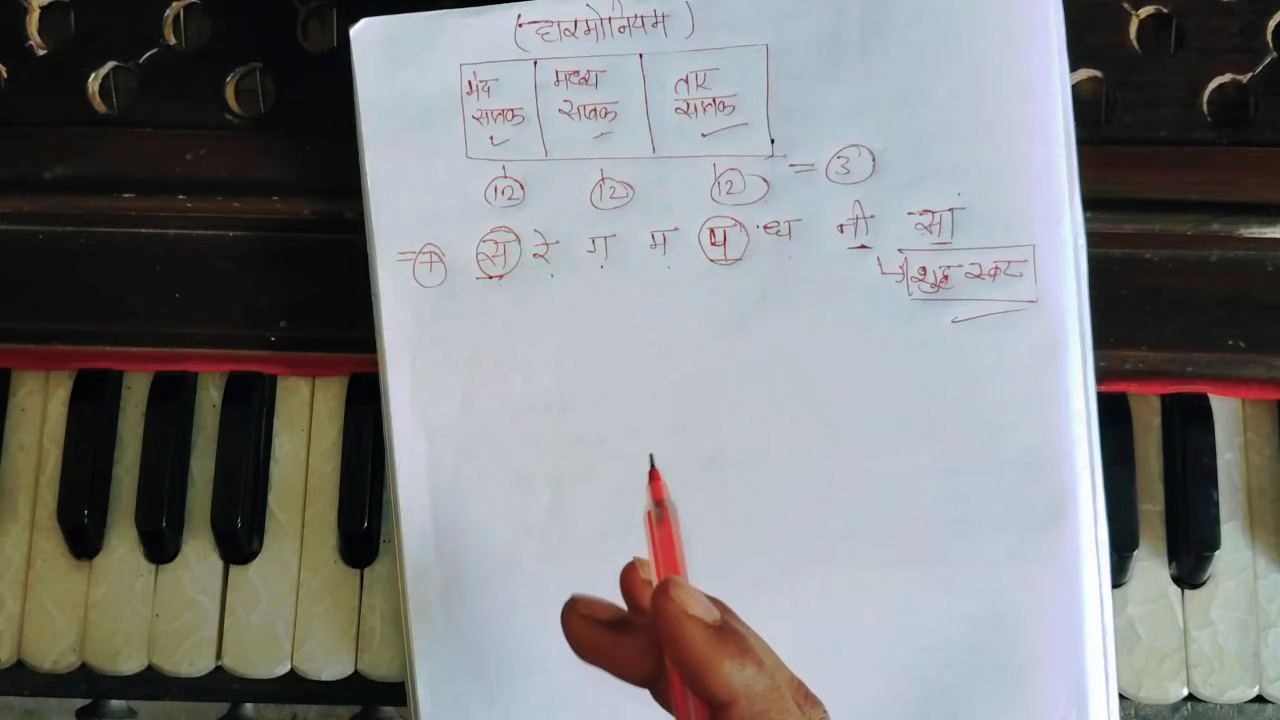 (हारमोनियम)
मंद सप्तक मध्य सप्तक तार सप्तक
12 12 12 = 3
= 7 स रे ग म प ध नी सां
शुद्ध स्वर